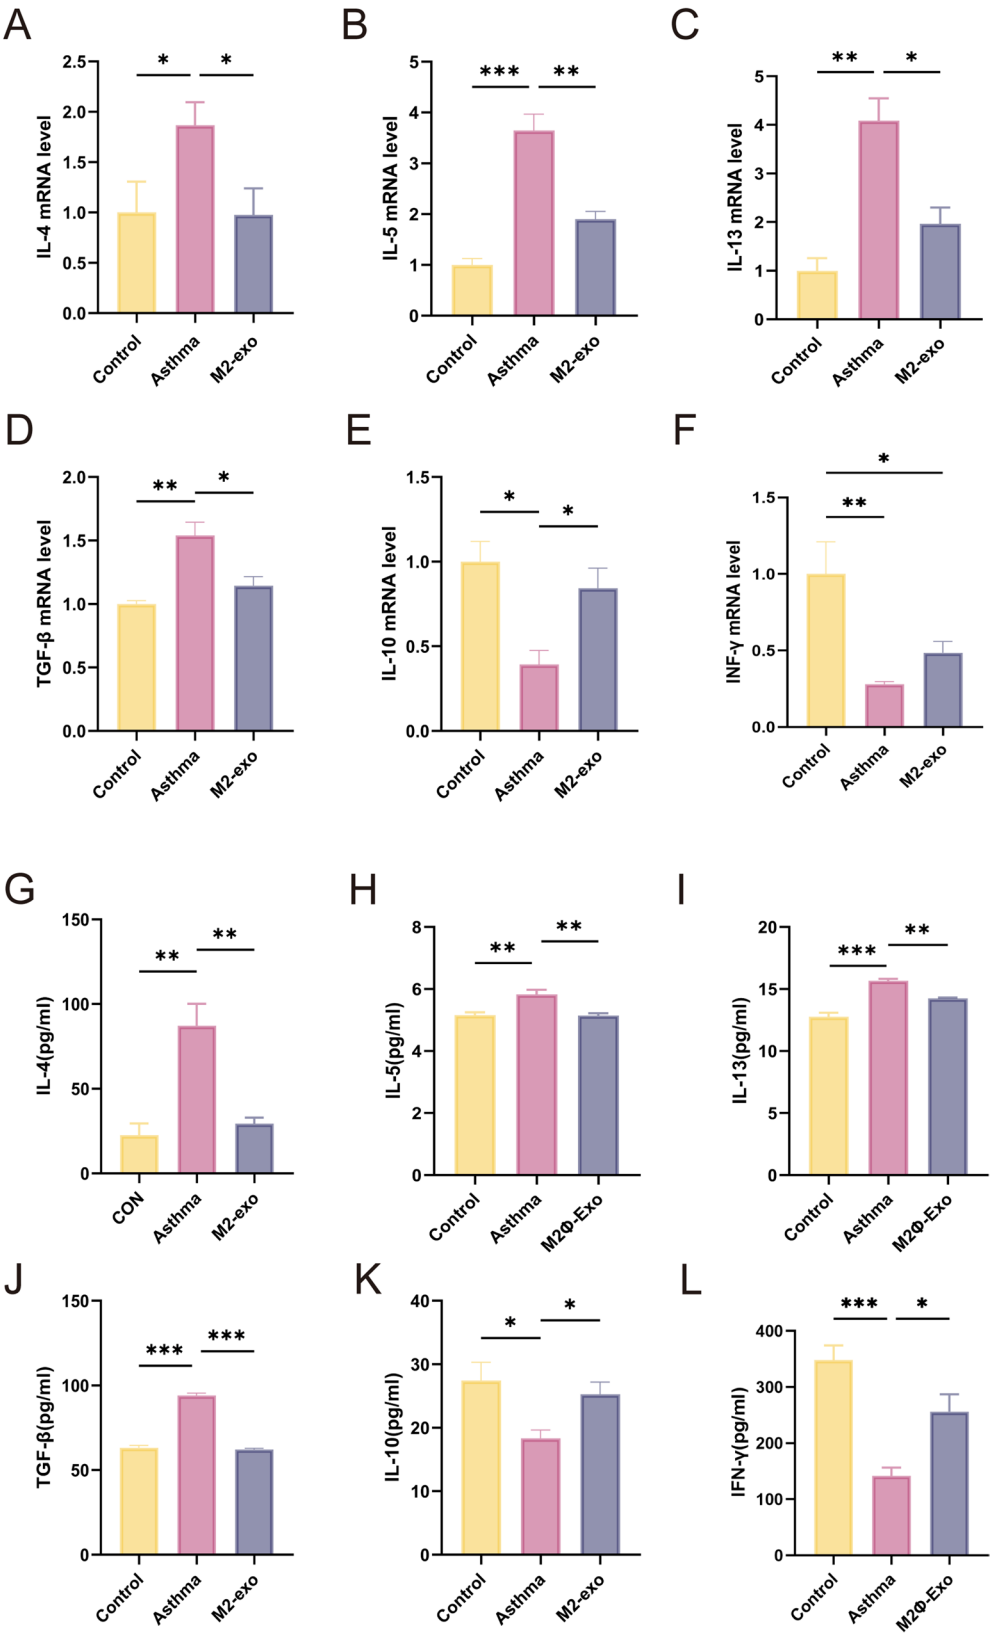 A
IL-4 mRNA level
2.5
2.0
1.5
1.0
0.5
0.0
* *
Control Asthma M2-exo
B
IL-5 mRNA level
5
4
3
2
1
0
*** **
Control Asthma M2-exo
C
IL-13 mRNA level
5
4
3
2
1
0
** *
Control Asthma M2-exo
D
TGF-β mRNA level
2.0
1.5
1.0
0.5
0.0
** *
Control Asthma M2-exo
E
IL-10 mRNA level
1.5
1.0
0.5
0.0
* *
Control Asthma M2-exo
F
INF-γ mRNA level
1.5
1.0
0.5
0.0
*
**
Control Asthma M2-exo
G
IL-4(pg/ml)
150
100
50
0
** **
CON Asthma M2-exo
H
IL-5(pg/ml)
8
6
4
2
0
** **
Control Asthma M2Φ-Exo
I
IL-13(pg/ml)
20
15
10
5
0
*** **
Control Asthma M2Φ-Exo
J
TGF-β(pg/ml)
150
100
50
0
*** ***
Control Asthma M2-exo
K
IL-10(pg/ml)
40
30
20
10
0
* *
Control Asthma M2-exo
L
IFN-γ(pg/ml)
400
300
200
100
0
*** *
Control Asthma M2Φ-Exo